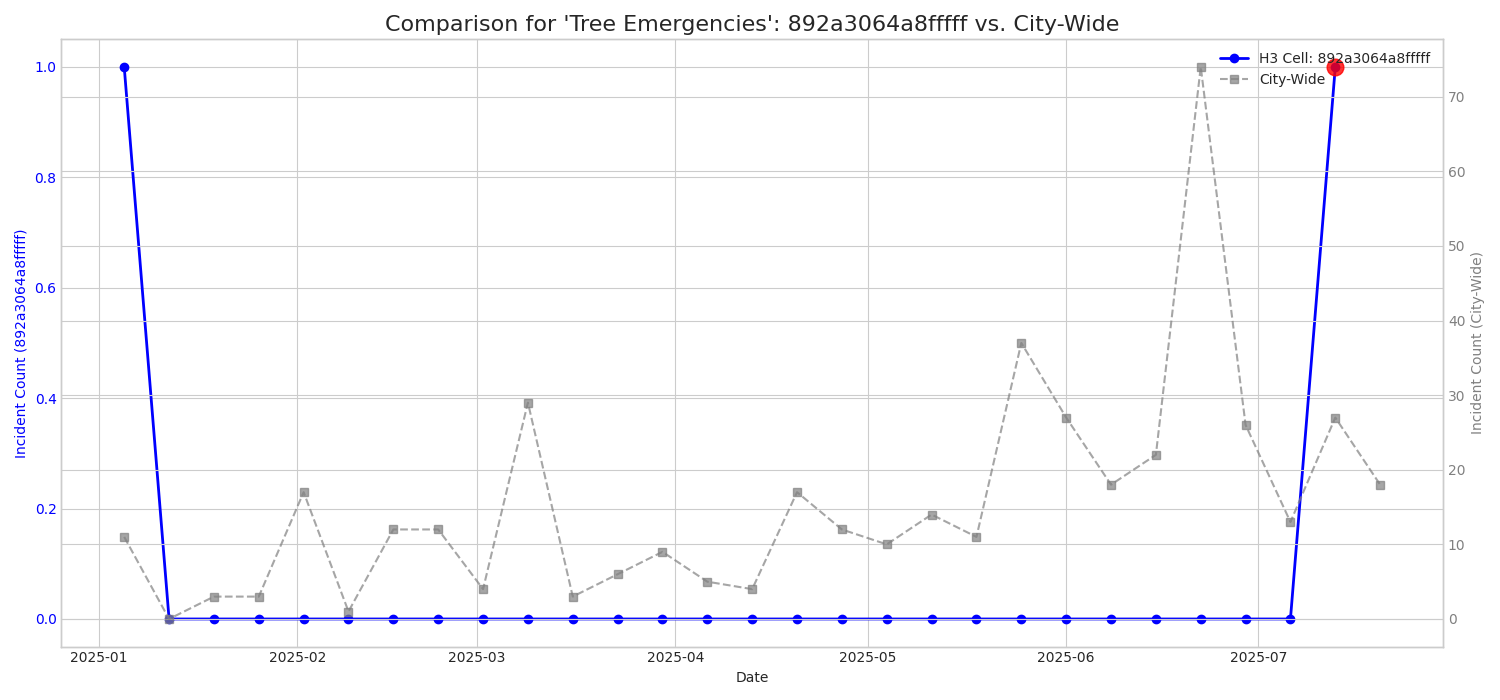 Comparison for 'Tree Emergencies': 892a3064a8fffff vs. City-Wide
H3 Cell: 892a3064a8fffff
City-Wide
Incident Count (892a3064a8fffff)
1.0
0.8
0.6
0.4
0.2
0.0
70
60
50
40
30
20
10
0
Incident Count (City-Wide)
2025-01 2025-02 2025-03 2025-04 2025-05 2025-06 2025-07
Date